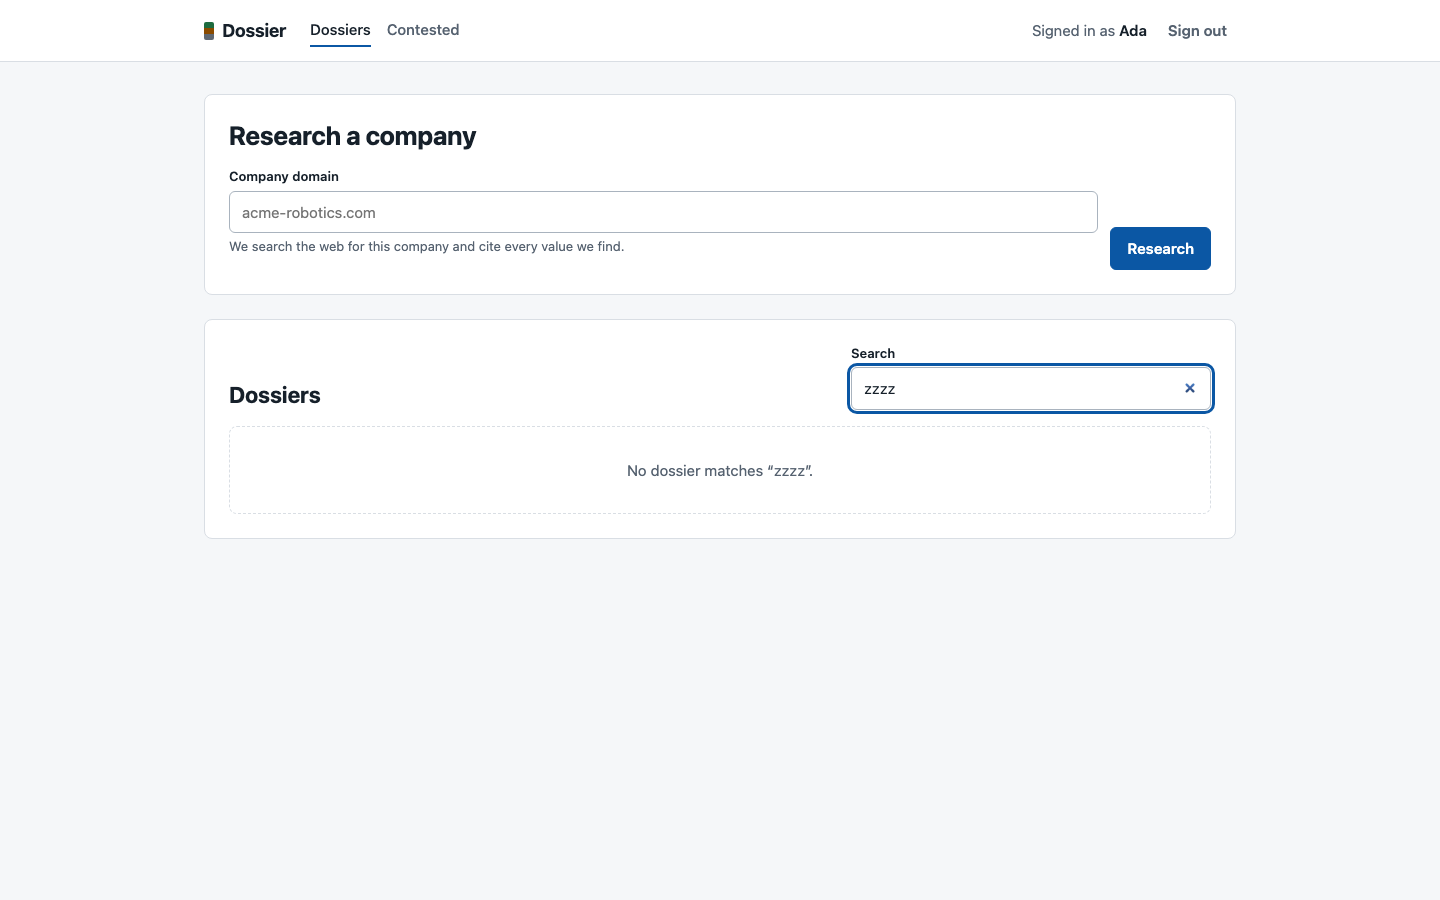 Dossier Dossiers Contested Signed in as Ada Sign out
Research a company
Company domain
acme-robotics.com
We search the web for this company and cite every value we find.
Research
Search
Dossiers
zzzz
No dossier matches “zzzz”.